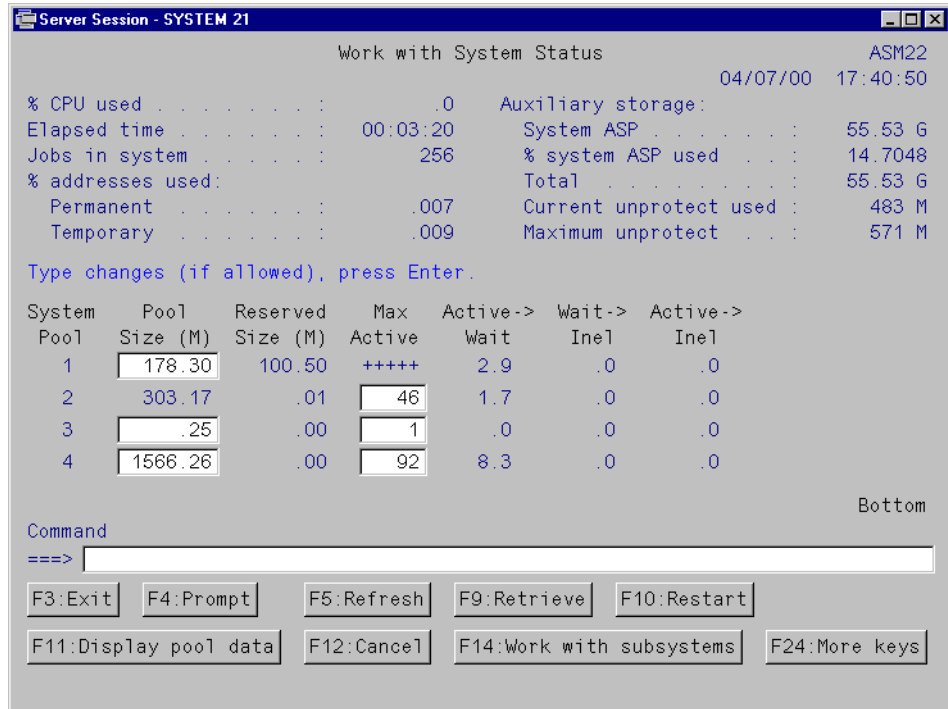 Server Session - SYSTEM 21
Work with System Status ASM22
04/07/00 17:40:50
% CPU used . . . . . . . : .0 Auxiliary storage:
Elapsed time . . . . . . : 00:03:20 System ASP . . . . . . : 55.53 G
Jobs in system . . . . . : 256 % system ASP used . . : 14.7048
% addresses used: Total . . . . . . . . : 55.53 G
Permanent . . . . . . : .007 Current unprotect used : 483 M
Temporary . . . . . . : .009 Maximum unprotect . . : 571 M
Type changes (if allowed), press Enter.
System Pool Reserved Max Active-> Wait-> Active->
Pool Size (M) Size (M) Active Wait Inel Inel
1 178.30 100.50 +++++ 2.9 .0 .0
2 303.17 .01 46 1.7 .0 .0
3 .25 .00 1 .0 .0 .0
4 1566.26 .00 92 8.3 .0 .0
Bottom
Command
===>
F3:Exit F4:Prompt F5:Refresh F9:Retrieve F10:Restart
F11:Display pool data F12:Cancel F14:Work with subsystems F24:More keys